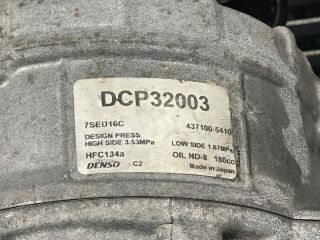 DCP32003
7SEU16C 437100-5410
DESIGN PRESS
HIGH SIDE 3.53MPa LOW SIDE 1.67MPa
HFC134a OIL ND-8 180cc
DENSO C2 Made in Japan